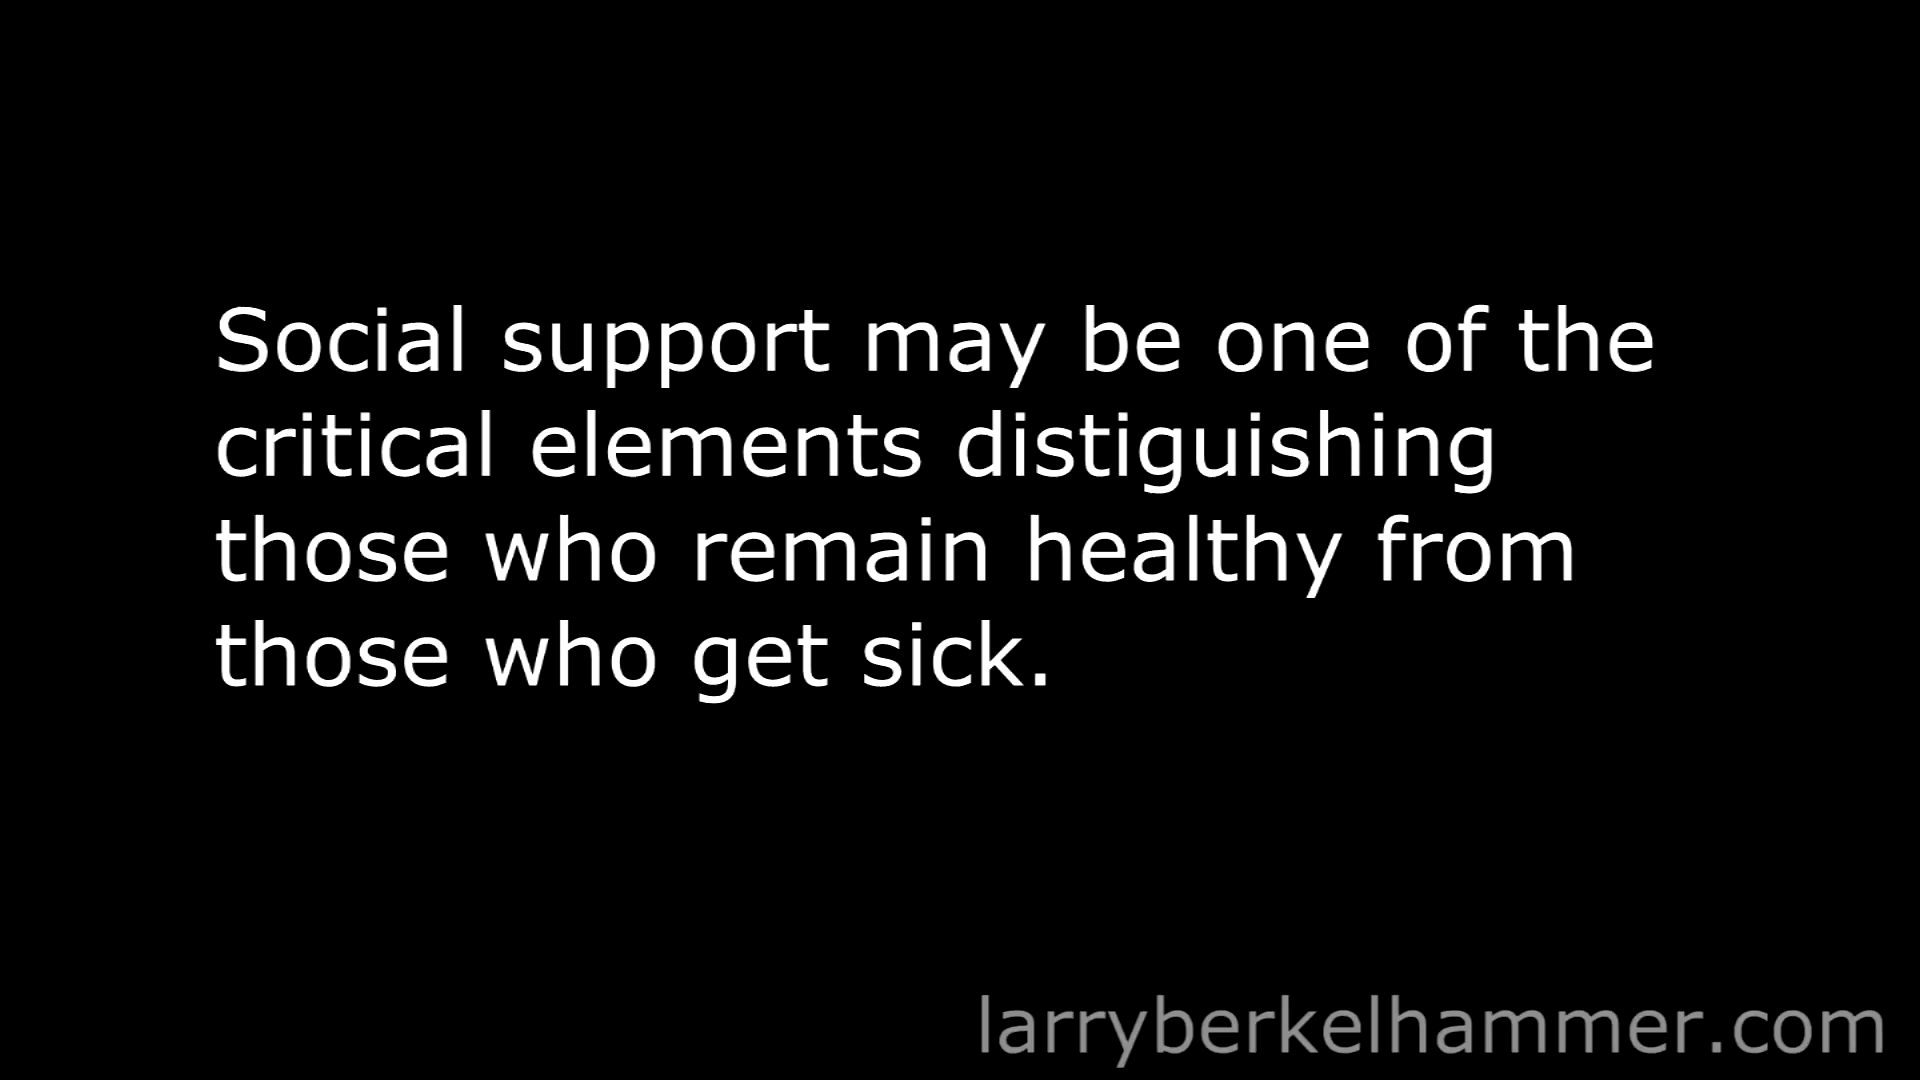 Social support may be one of the
critical elements distiguishing
those who remain healthy from
those who get sick.
larryberkelhammer.com